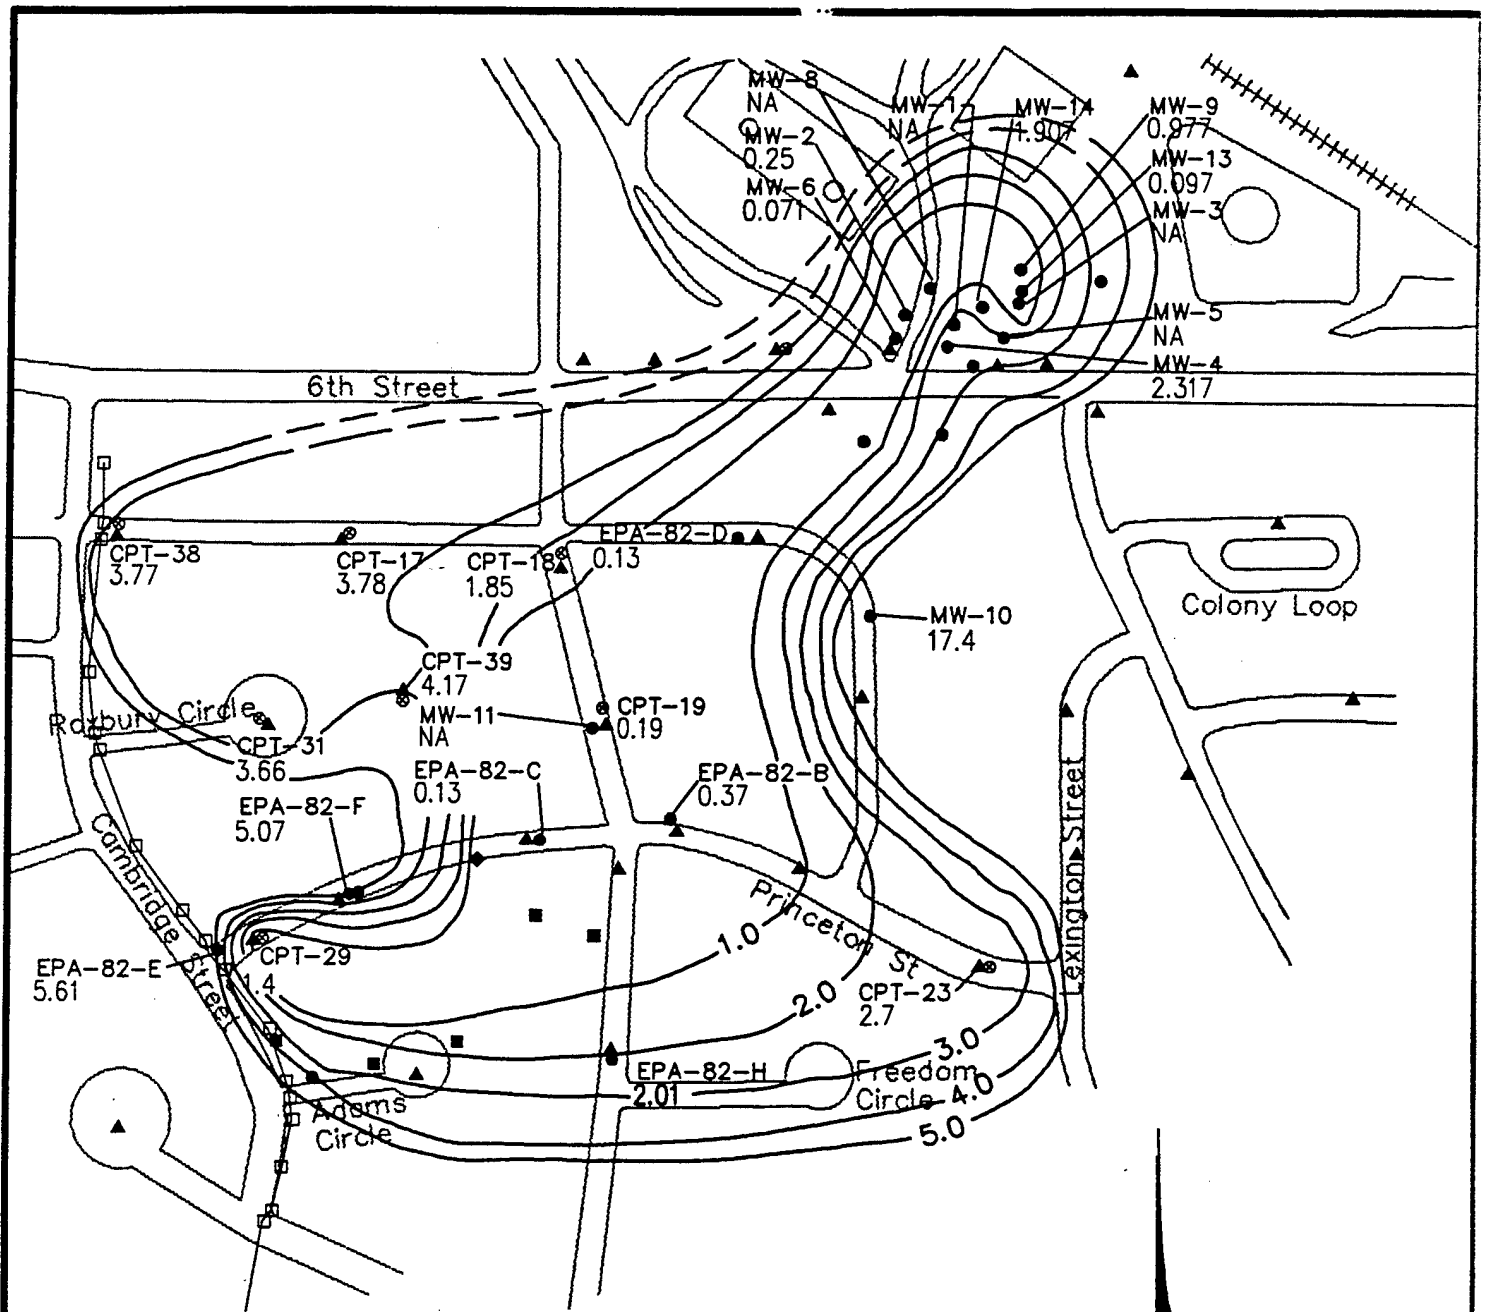 MW-8
NA
MW-1
NA
MW-14
1.907
MW-9
0.977
MW-2
0.25
MW-13
0.097
MW-6
0.071
MW-3
NA
MW-5
NA
MW-4
2.317
6th Street
CPT-38
3.77
CPT-17
3.78
CPT-18
1.85
EPA-82-D
0.13
Colony Loop
MW-10
17.4
CPT-39
4.17
MW-11
NA
CPT-19
0.19
Roxbury Circle
CPT-31
3.66
EPA-82-C
0.13
EPA-82-B
0.37
EPA-82-F
5.07
Cambridge Street
Princeton St
Lexington Street
EPA-82-E
5.61
CPT-29
1.4
1.0
2.0
CPT-23
2.7
3.0
EPA-82-H
2.01
Freedom
Circle
4.0
5.0
Adams
Circle